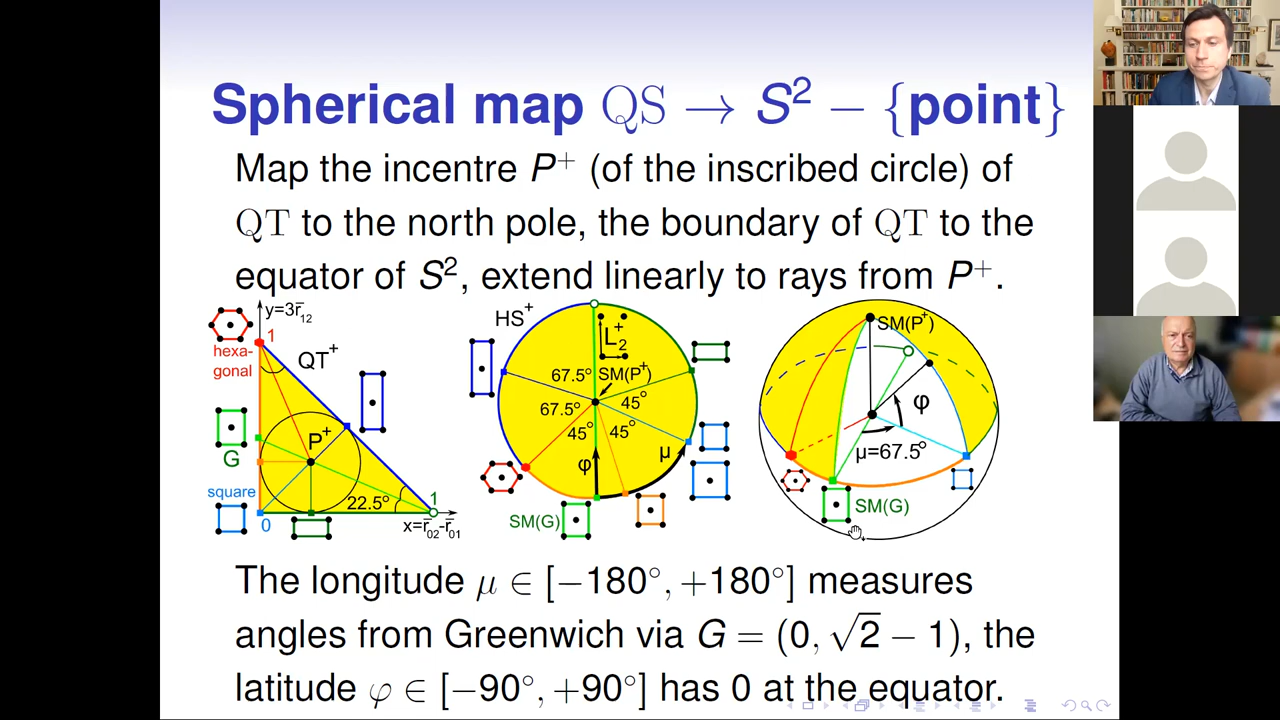 Spherical map QS → S² − {point}
Map the incentre P⁺ (of the inscribed circle) of
QT to the north pole, the boundary of QT to the
equator of S², extend linearly to rays from P⁺.
y=3r̄₁₂
1
hexa-
gonal
QT⁺
G
P⁺
square
0
22.5°
1
x=r̄₀₂-r̄₀₁
HS⁺
L₂⁺
67.5°
SM(P⁺)
67.5°
45°
45°
45°
φ
μ
SM(G)
SM(P⁺)
φ
μ=67.5°
SM(G)
The longitude μ ∈ [−180°, +180°] measures
angles from Greenwich via G = (0, √2 − 1), the
latitude φ ∈ [−90°, +90°] has 0 at the equator.